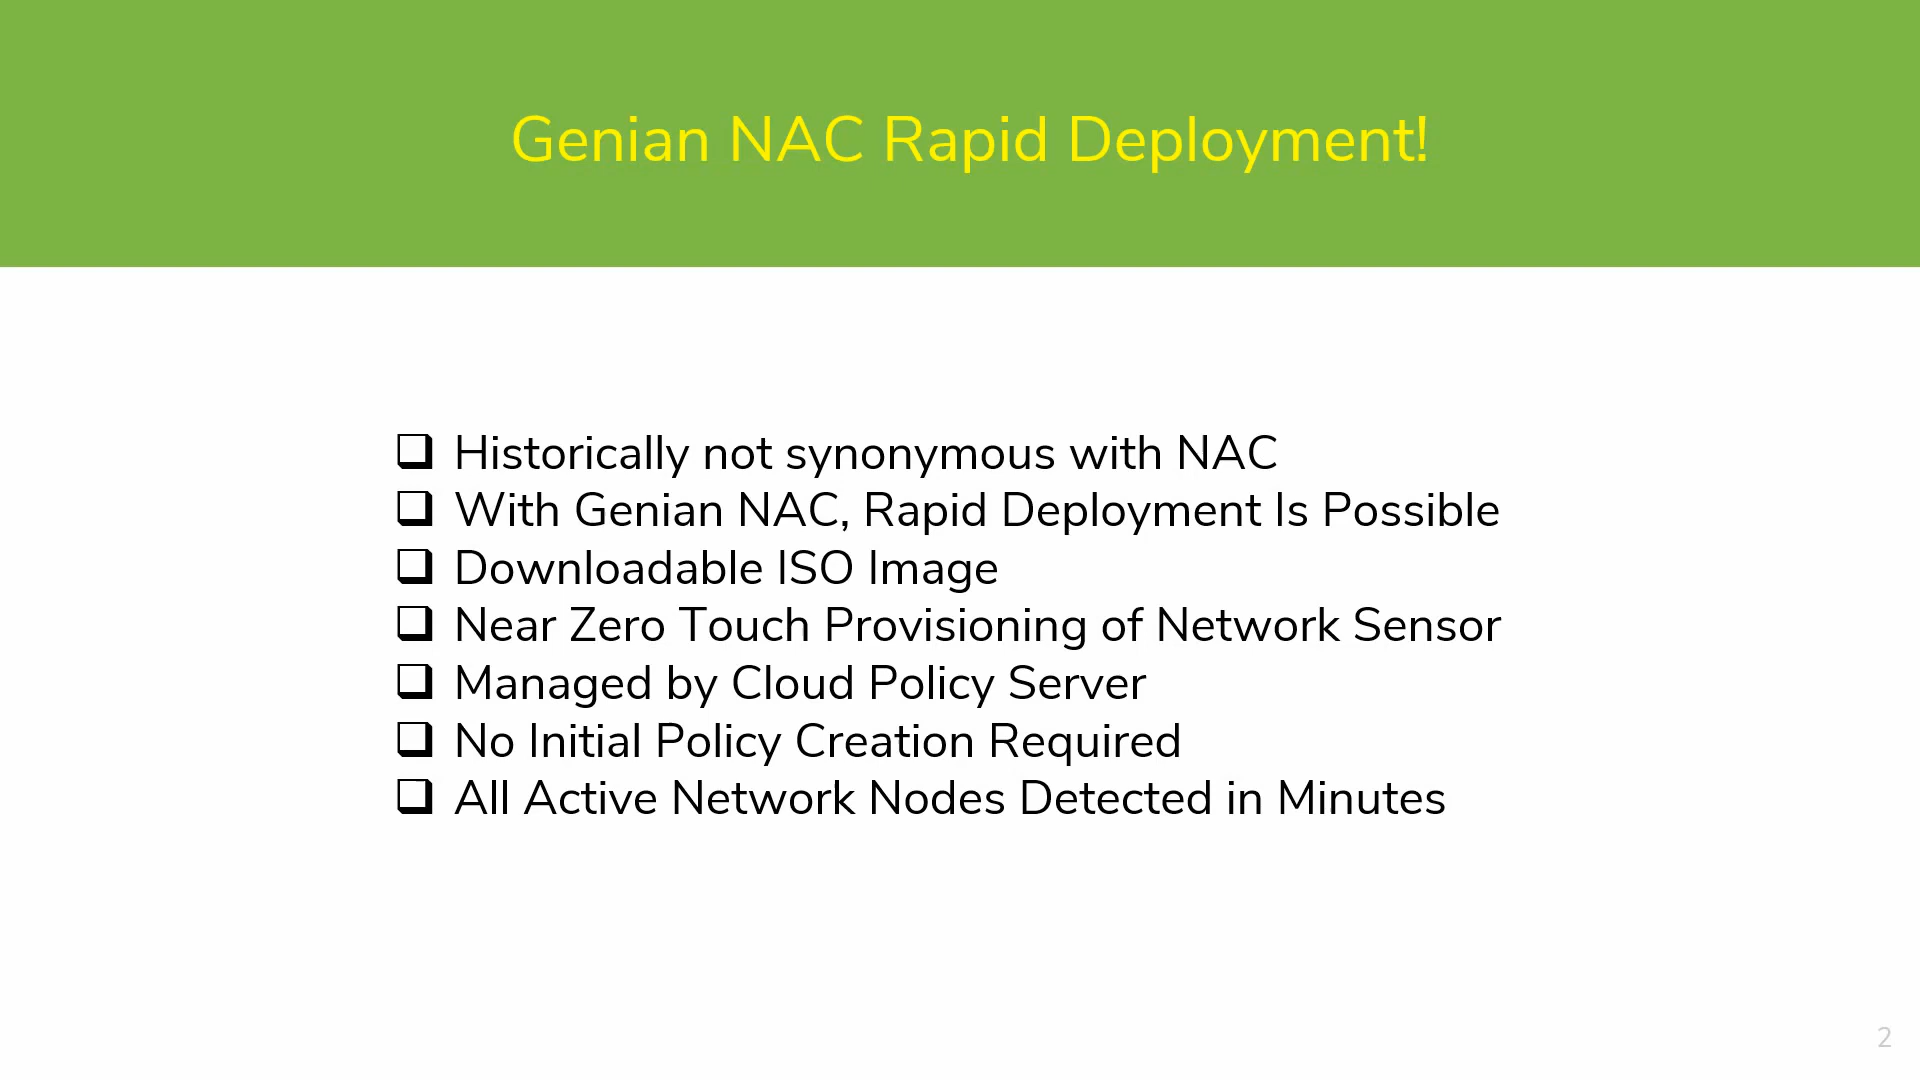 Genian NAC Rapid Deployment!
❑ Historically not synonymous with NAC
❑ With Genian NAC, Rapid Deployment Is Possible
❑ Downloadable ISO Image
❑ Near Zero Touch Provisioning of Network Sensor
❑ Managed by Cloud Policy Server
❑ No Initial Policy Creation Required
❑ All Active Network Nodes Detected in Minutes
2